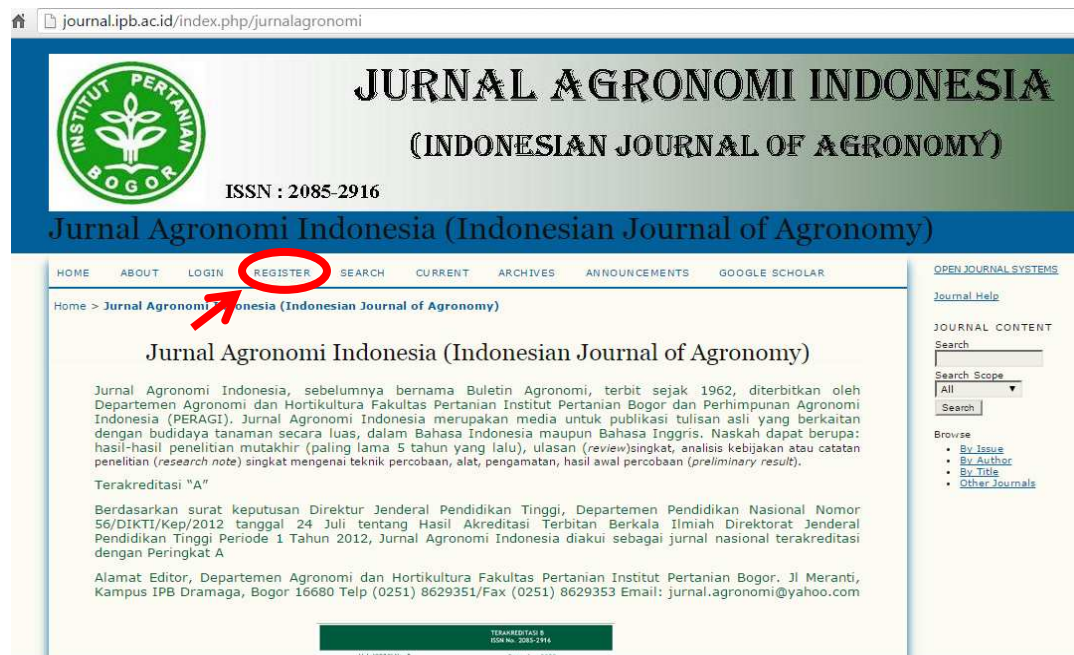 journal.ipb.ac.id/index.php/jurnalagronomi
INSTITUT PERTANIAN
BOGOR
JURNAL AGRONOMI INDONESIA
(INDONESIAN JOURNAL OF AGRONOMY)
ISSN : 2085-2916
Jurnal Agronomi Indonesia (Indonesian Journal of Agronomy)
HOME ABOUT LOGIN REGISTER SEARCH CURRENT ARCHIVES ANNOUNCEMENTS GOOGLE SCHOLAR
Home > Jurnal Agronomi Indonesia (Indonesian Journal of Agronomy)
Jurnal Agronomi Indonesia (Indonesian Journal of Agronomy)
Jurnal Agronomi Indonesia, sebelumnya bernama Buletin Agronomi, terbit sejak 1962, diterbitkan oleh
Departemen Agronomi dan Hortikultura Fakultas Pertanian Institut Pertanian Bogor dan Perhimpunan Agronomi
Indonesia (PERAGI). Jurnal Agronomi Indonesia merupakan media untuk publikasi tulisan asli yang berkaitan
dengan budidaya tanaman secara luas, dalam Bahasa Indonesia maupun Bahasa Inggris. Naskah dapat berupa:
hasil-hasil penelitian mutakhir (paling lama 5 tahun yang lalu), ulasan (review)singkat, analisis kebijakan atau catatan
penelitian (research note) singkat mengenai teknik percobaan, alat, pengamatan, hasil awal percobaan (preliminary result).
Terakreditasi "A"
Berdasarkan surat keputusan Direktur Jenderal Pendidikan Tinggi, Departemen Pendidikan Nasional Nomor
56/DIKTI/Kep/2012 tanggal 24 Juli tentang Hasil Akreditasi Terbitan Berkala Ilmiah Direktorat Jenderal
Pendidikan Tinggi Periode 1 Tahun 2012, Jurnal Agronomi Indonesia diakui sebagai jurnal nasional terakreditasi
dengan Peringkat A
Alamat Editor, Departemen Agronomi dan Hortikultura Fakultas Pertanian Institut Pertanian Bogor. Jl Meranti,
Kampus IPB Dramaga, Bogor 16680 Telp (0251) 8629351/Fax (0251) 8629353 Email: jurnal.agronomi@yahoo.com
TERAKREDITASI B
ISSN No. 2085-2916
OPEN JOURNAL SYSTEMS
Journal Help
JOURNAL CONTENT
Search
Search Scope
All
Search
Browse
By Issue
By Author
By Title
Other Journals